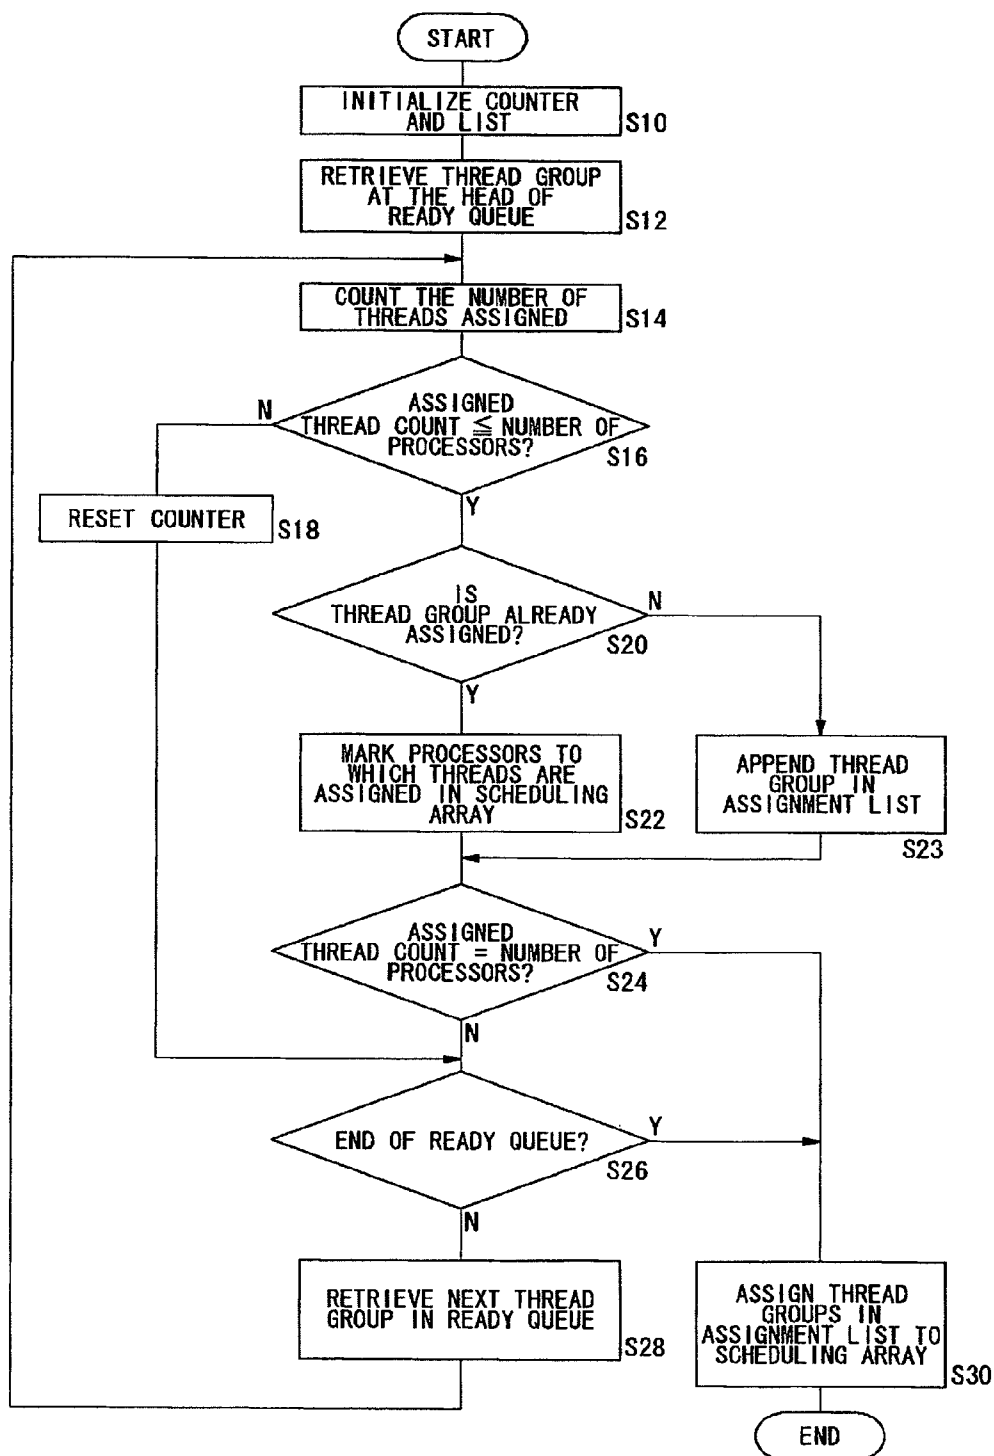 START
INITIALIZE COUNTER
AND LIST
S10
RETRIEVE THREAD GROUP
AT THE HEAD OF
READY QUEUE
S12
COUNT THE NUMBER OF
THREADS ASSIGNED
S14
ASSIGNED
THREAD COUNT ≦ NUMBER OF
PROCESSORS?
S16
N
Y
RESET COUNTER
S18
IS
THREAD GROUP ALREADY
ASSIGNED?
S20
N
Y
MARK PROCESSORS TO
WHICH THREADS ARE
ASSIGNED IN SCHEDULING
ARRAY
S22
APPEND THREAD
GROUP IN
ASSIGNMENT LIST
S23
ASSIGNED
THREAD COUNT = NUMBER OF
PROCESSORS?
S24
Y
N
END OF READY QUEUE?
S26
Y
N
RETRIEVE NEXT THREAD
GROUP IN READY QUEUE
S28
ASSIGN THREAD
GROUPS IN
ASSIGNMENT LIST TO
SCHEDULING ARRAY
S30
END